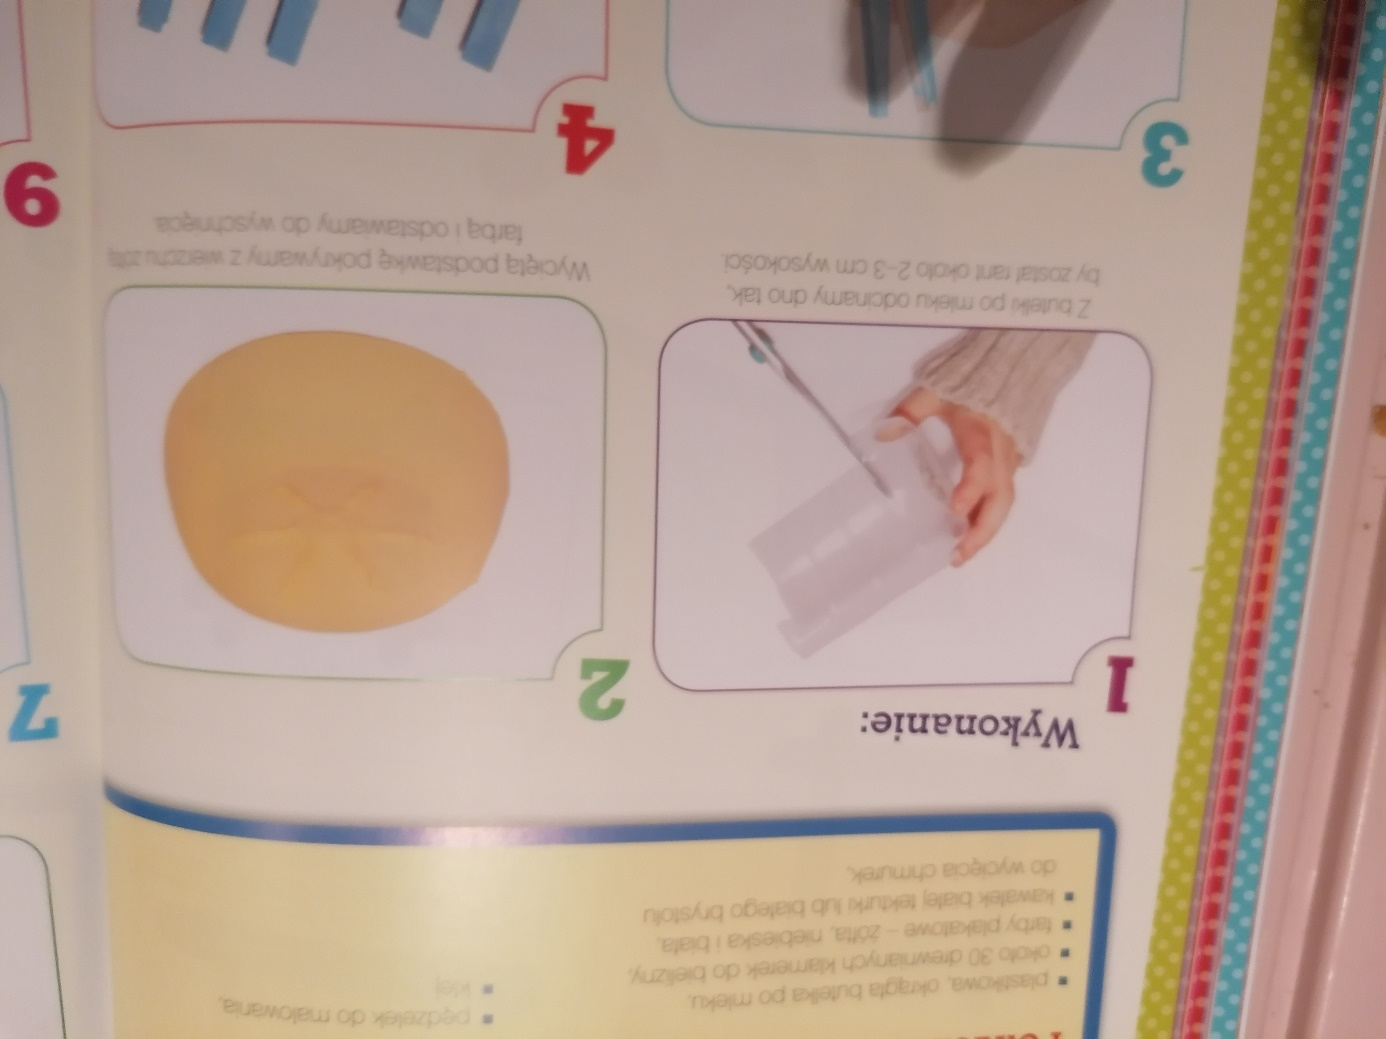 plastikowa, okrągła butelka po mleku,
około 30 drewnianych klamerek do bielizny,
farby plakatowe – żółta, niebieska i biała,
kawałek białej tekturki lub białego brystolu
do wycięcia chmurek,
pędzelek do malowania,
klej
Wykonanie:
1
2
Z butelki po mleku odcinamy dno tak,
by został rant około 2-3 cm wysokości.
Wyciętą podstawkę pokrywamy z wierzchu żółtą
farbą i odstawiamy do wyschnięcia
3
4
7